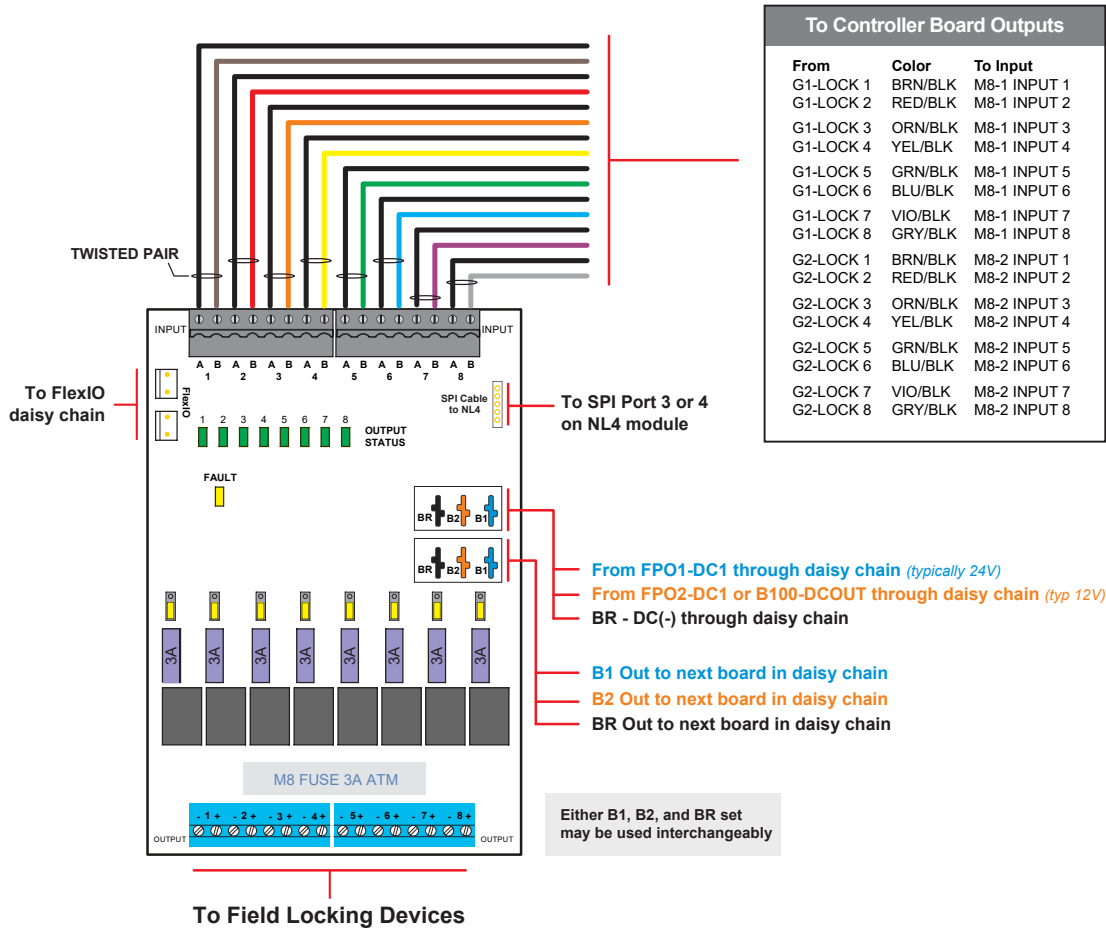 To Controller Board Outputs
From Color To Input
G1-LOCK 1 BRN/BLK M8-1 INPUT 1
G1-LOCK 2 RED/BLK M8-1 INPUT 2
G1-LOCK 3 ORN/BLK M8-1 INPUT 3
G1-LOCK 4 YEL/BLK M8-1 INPUT 4
G1-LOCK 5 GRN/BLK M8-1 INPUT 5
G1-LOCK 6 BLU/BLK M8-1 INPUT 6
G1-LOCK 7 VIO/BLK M8-1 INPUT 7
G1-LOCK 8 GRY/BLK M8-1 INPUT 8
G2-LOCK 1 BRN/BLK M8-2 INPUT 1
G2-LOCK 2 RED/BLK M8-2 INPUT 2
G2-LOCK 3 ORN/BLK M8-2 INPUT 3
G2-LOCK 4 YEL/BLK M8-2 INPUT 4
G2-LOCK 5 GRN/BLK M8-2 INPUT 5
G2-LOCK 6 BLU/BLK M8-2 INPUT 6
G2-LOCK 7 VIO/BLK M8-2 INPUT 7
G2-LOCK 8 GRY/BLK M8-2 INPUT 8
TWISTED PAIR
INPUT INPUT
A B A B A B A B A B A B A B A B
1 2 3 4 5 6 7 8
To FlexIO
daisy chain
FlexIO
SPI Cable
to NL4
To SPI Port 3 or 4
on NL4 module
1 2 3 4 5 6 7 8
OUTPUT
STATUS
FAULT
BR B2 B1
BR B2 B1
From FPO1-DC1 through daisy chain (typically 24V)
From FPO2-DC1 or B100-DCOUT through daisy chain (typ 12V)
BR - DC(-) through daisy chain
B1 Out to next board in daisy chain
B2 Out to next board in daisy chain
BR Out to next board in daisy chain
3A 3A 3A 3A 3A 3A 3A 3A
M8 FUSE 3A ATM
- 1 + - 2 + - 3 + - 4 + - 5 + - 6 + - 7 + - 8 +
OUTPUT OUTPUT
Either B1, B2, and BR set
may be used interchangeably
To Field Locking Devices